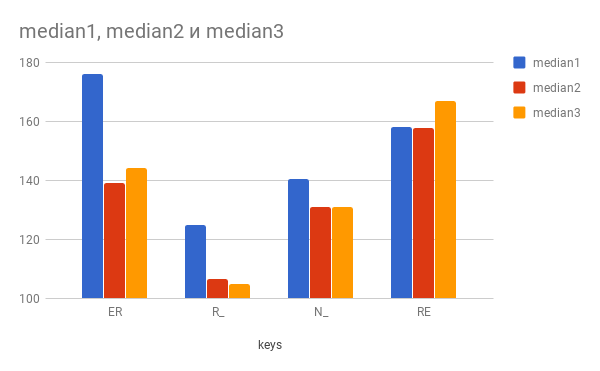 median1, median2 и median3
180
160
140
120
100
ER R_ N_ RE
keys
median1
median2
median3